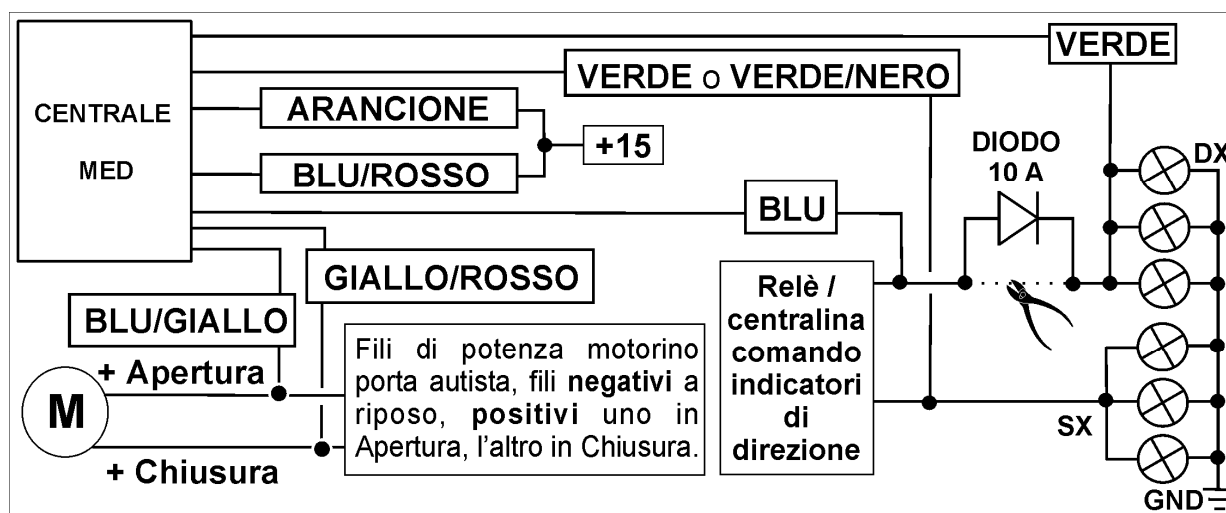 VERDE
VERDE o VERDE/NERO
CENTRALE
MED
ARANCIONE
+15
BLU/ROSSO
DIODO
10 A
DX
BLU
GIALLO/ROSSO
BLU/GIALLO
Relè /
centralina
comando
indicatori
di
direzione
+ Apertura
M
+ Chiusura
Fili di potenza motorino
porta autista, fili negativi a
riposo, positivi uno in
Apertura, l'altro in Chiusura.
SX
GND